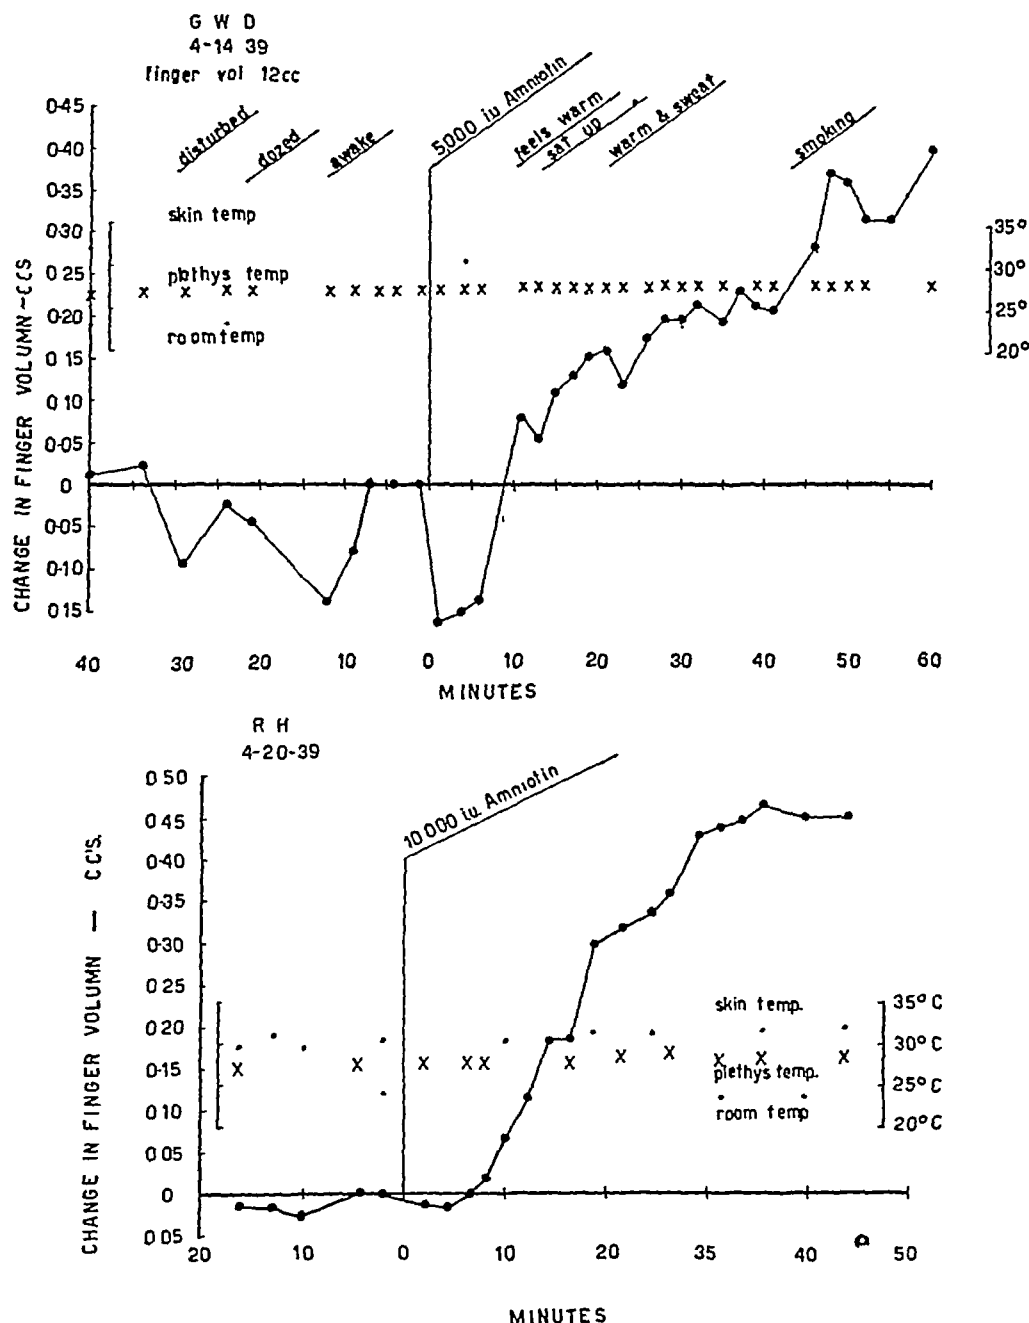 G W D
4-14 39
finger vol 12cc
disturbed
dozed
awake
5000 iu Amniotin
feels warm
sat up
warm & sweat
smoking
CHANGE IN FINGER VOLUM -CCS
0·45
0·40
0·35
0·30
0·25
0·20
0·15
0·10
0·05
0
0·05
0·10
0·15
skin temp
plethys temp
room temp
35°
30°
25°
20°
40
30
20
10
0
10
20
30
40
50
60
MINUTES
R H
4-20-39
10 000 iu. Amniotin
CHANGE IN FINGER VOLUMN — CC'S.
0 50
0·45
0·40
0·35
0·30
0·25
0·20
0·15
0·10
0·05
0
0 05
skin temp.
plethys temp.
room temp
35°C
30°C
25°C
20°C
20
10
0
10
20
35
40
50
MINUTES